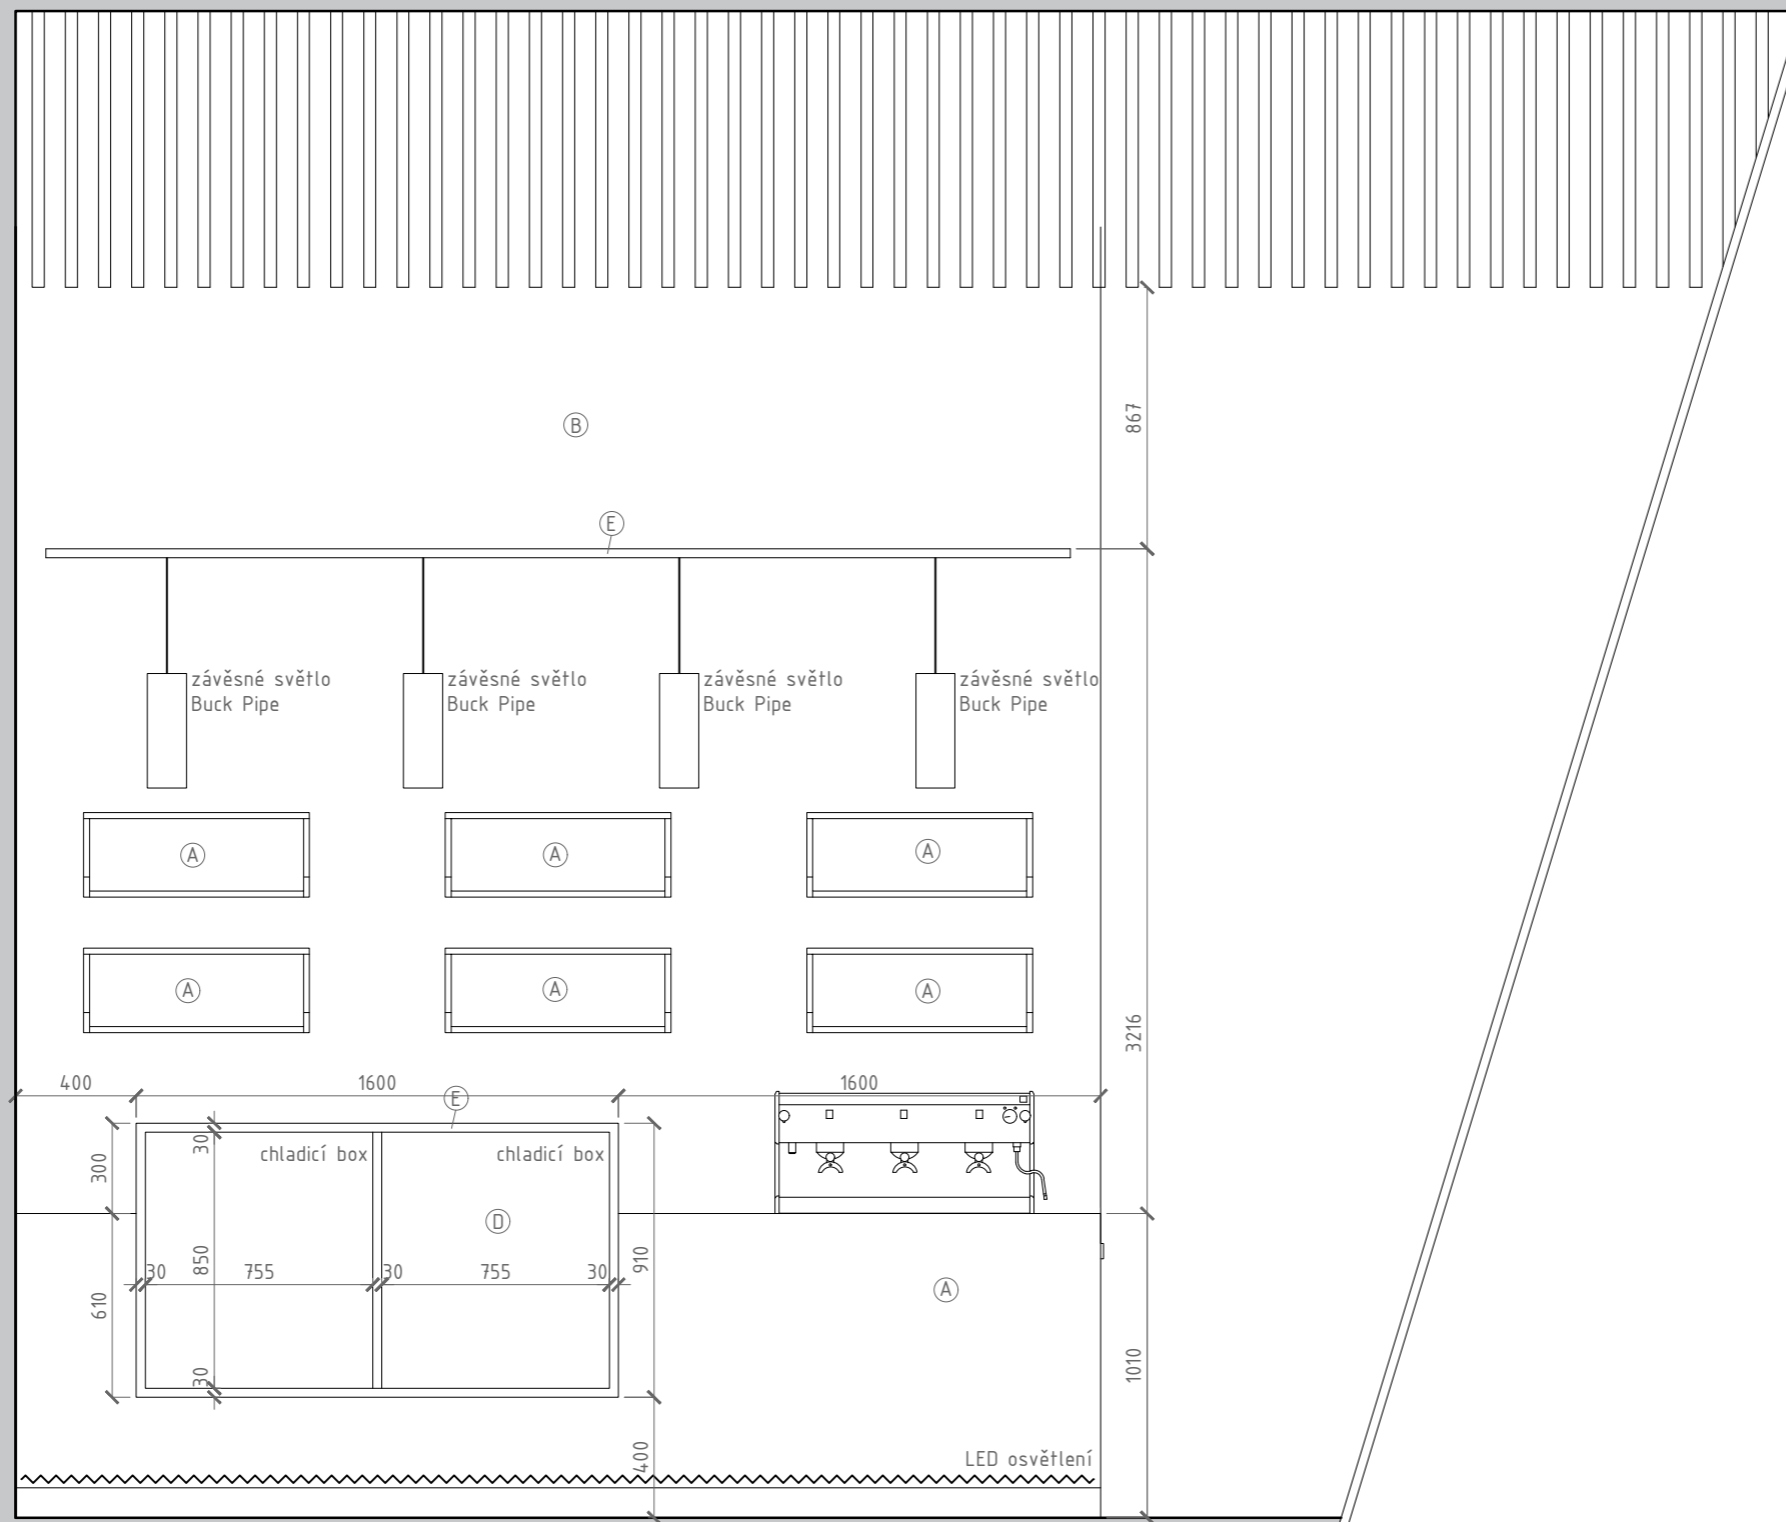 867
B
E
závěsné světlo
Buck Pipe
závěsné světlo
Buck Pipe
závěsné světlo
Buck Pipe
závěsné světlo
Buck Pipe
A
A
A
A
A
A
3216
400
1600
E
1600
30
300
chladicí box
chladicí box
D
850
610
30
755
30
755
30
910
A
30
1010
400
LED osvětlení